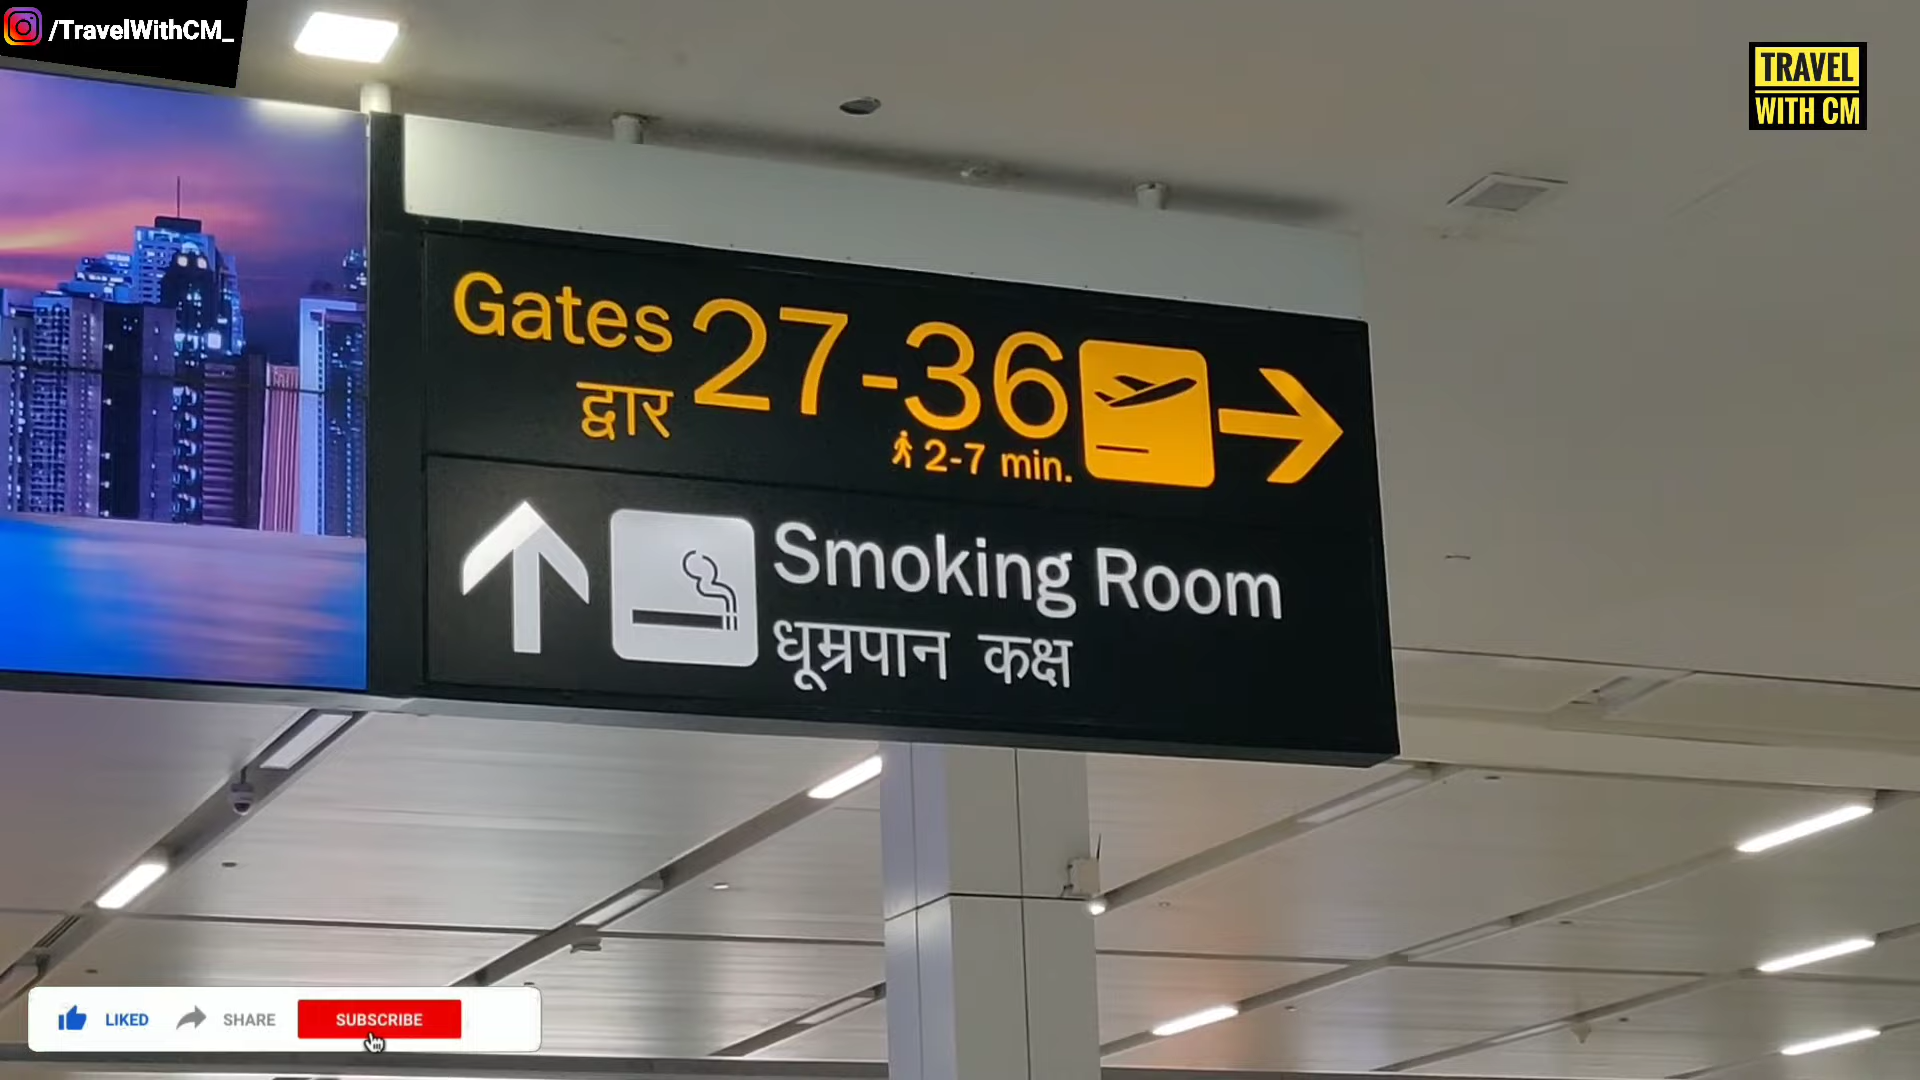 /TravelWithCM_
TRAVEL
WITH CM
Gates 27-36
द्वार
2-7 min.
Smoking Room
धूम्रपान कक्ष
LIKED SHARE SUBSCRIBE